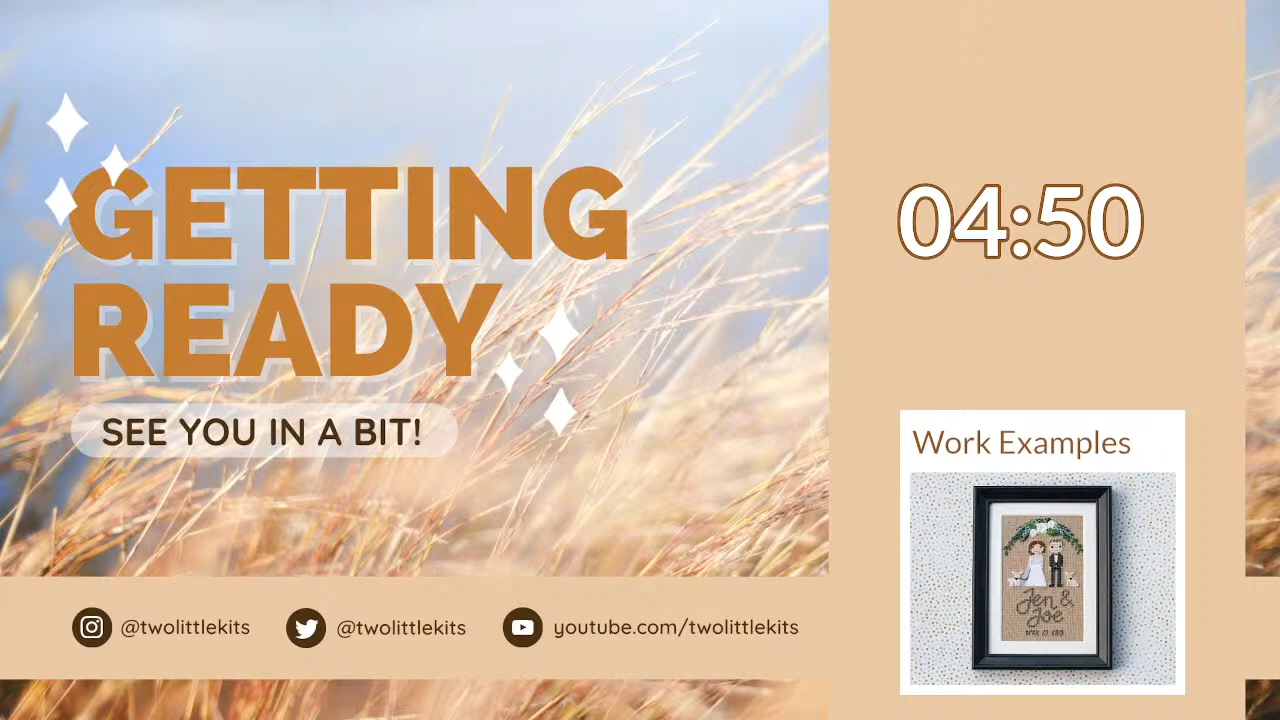 GETTING
READY
SEE YOU IN A BIT!
04:50
Work Examples
Jen &
Joe
@twolittlekits
@twolittlekits
youtube.com/twolittlekits